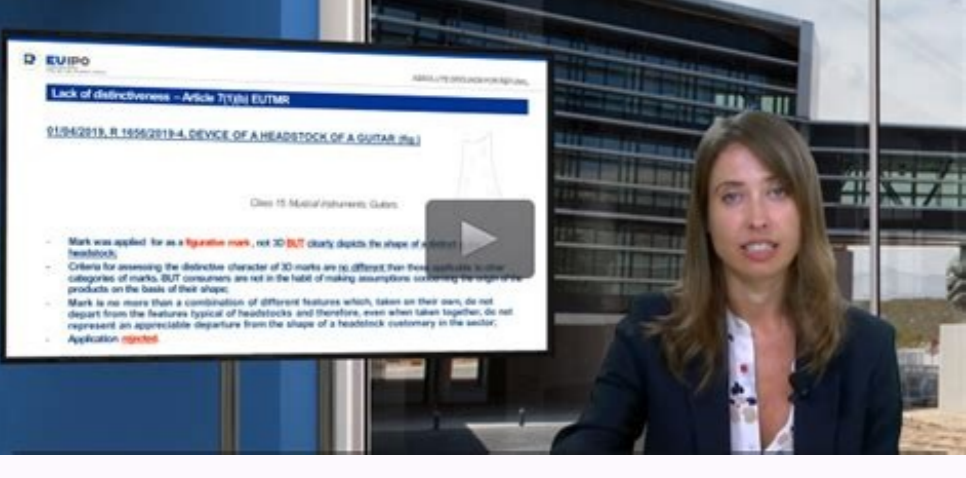 EUIPO
ABSOLUTE GROUNDS FOR REFUSAL
Lack of distinctiveness – Article 7(1)(b) EUTMR
01/04/2019, R 1656/2019-4, DEVICE OF A HEADSTOCK OF A GUITAR (fig.)
Class 15: Musical instruments; Guitars
- Mark was applied for as a figurative mark, not 3D BUT clearly depicts the shape of a
headstock;
- Criteria for assessing the distinctive character of 3D marks are no different than those applicable to other
categories of marks, BUT consumers are not in the habit of making assumptions concerning the origin of the
products on the basis of their shape;
- Mark is no more than a combination of different features which, taken on their own, do not
depart from the features typical of headstocks and therefore, even when taken together, do not
represent an appreciable departure from the shape of a headstock customary in the sector;
- Application rejected.